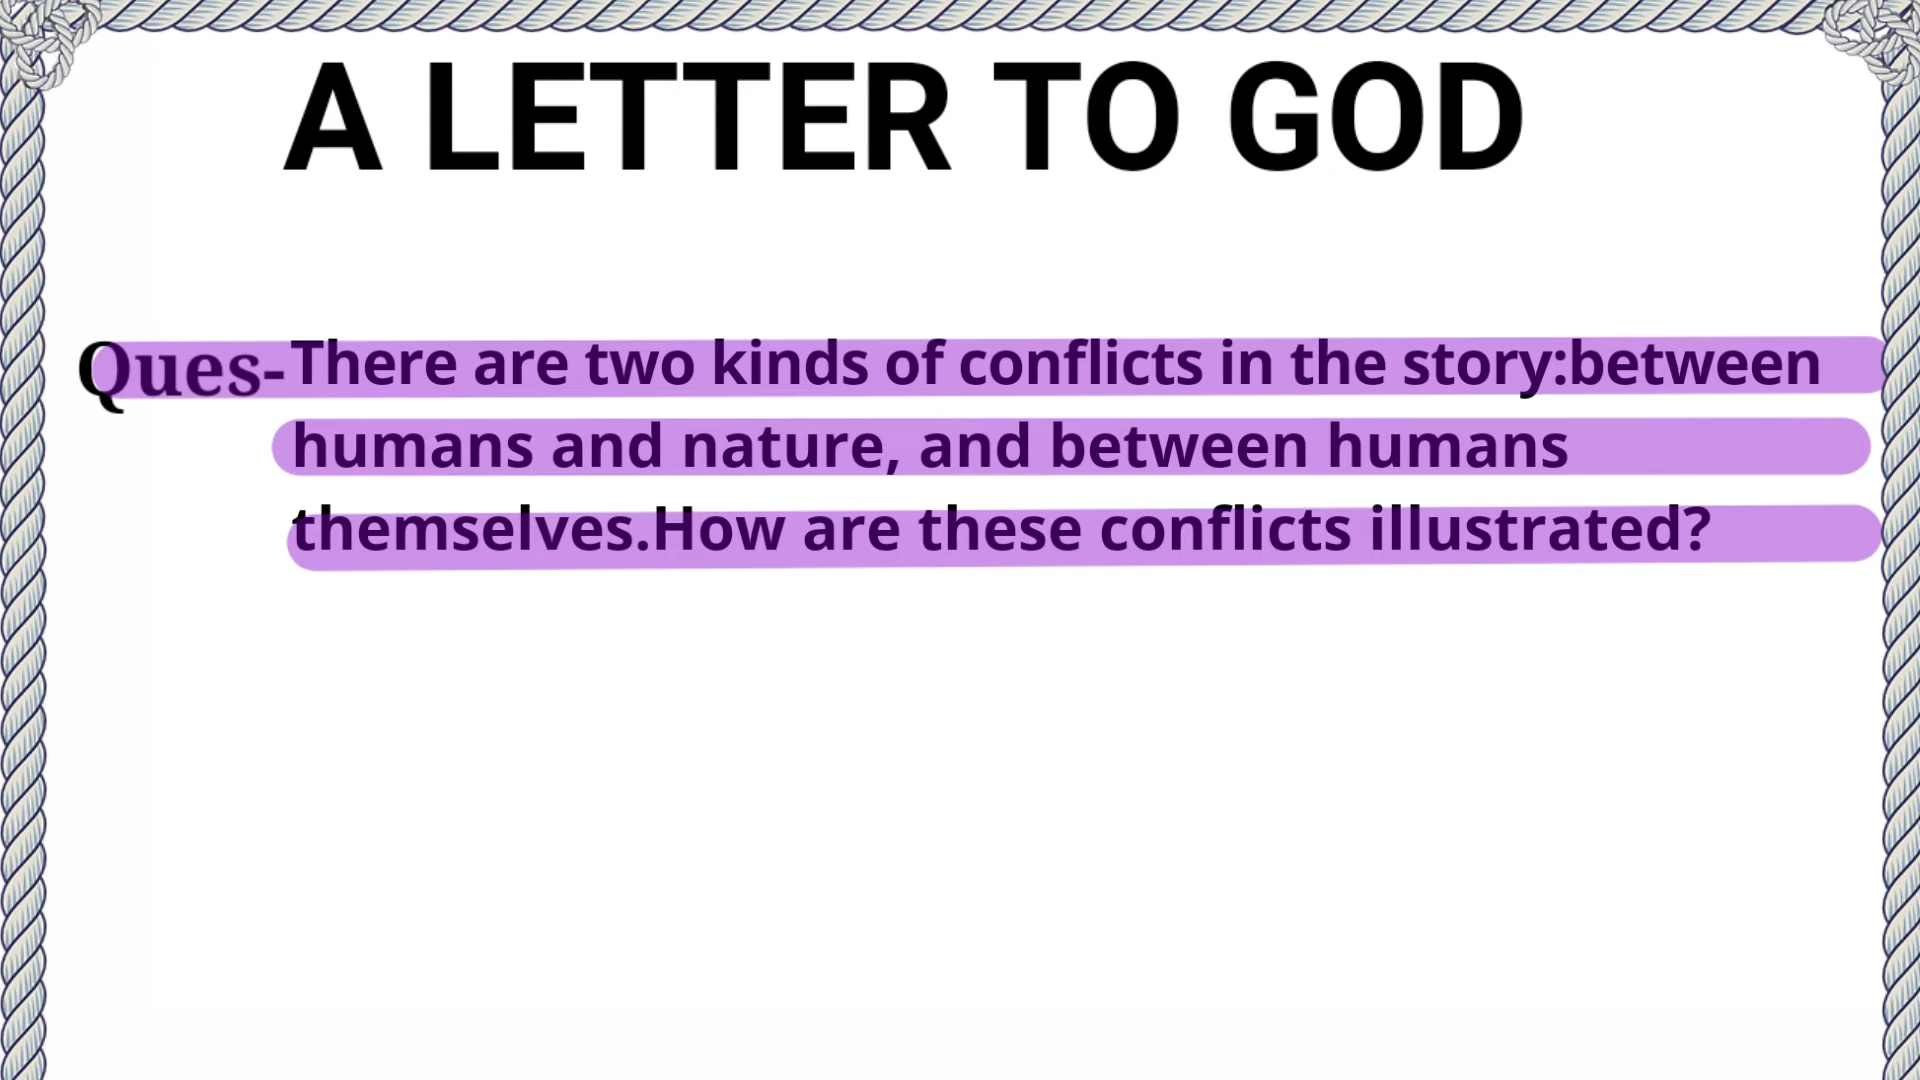 A LETTER TO GOD
Ques-There are two kinds of conflicts in the story:between
humans and nature, and between humans
themselves.How are these conflicts illustrated?